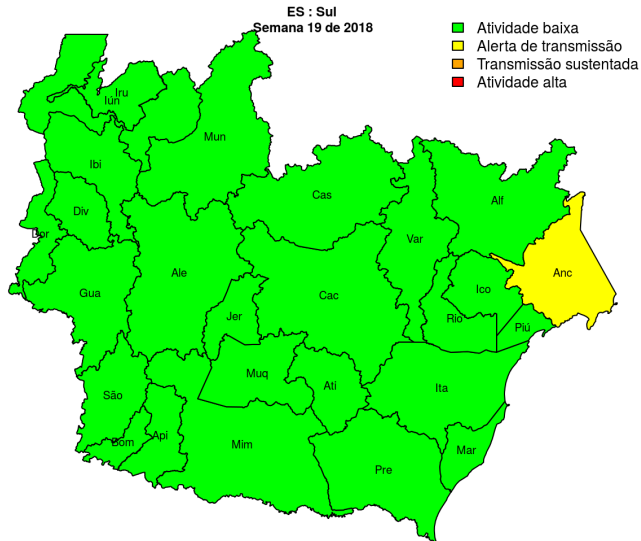 ES : Sul
Semana 19 de 2018
Atividade baixa
Alerta de transmissão
Transmissão sustentada
Atividade alta
Iru
Iún
Mun
Ibi
Cas
Alf
Div
Dor
Var
Ale
Anc
Gua
Cac
Ico
Jer
Rio
Piú
Muq
Ati
Ita
São
Api
Bom
Mim
Mar
Pre